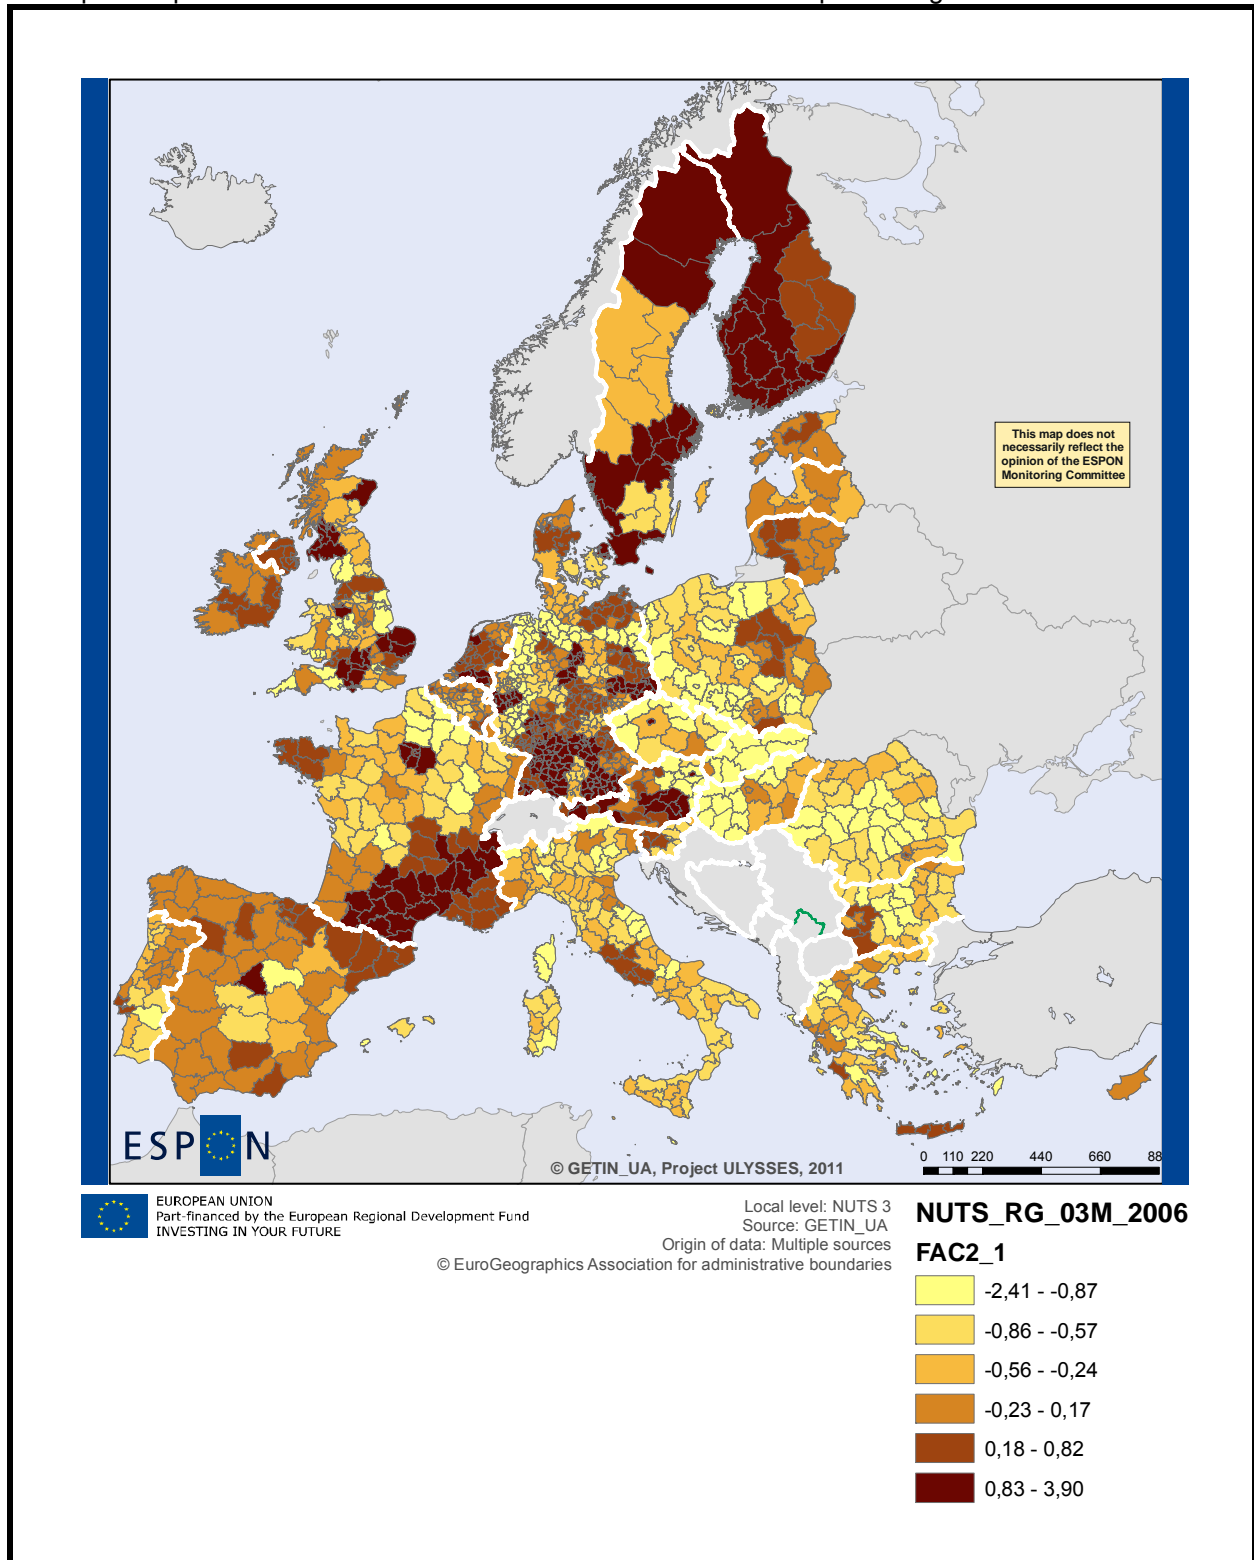 This map does not
necessarily reflect the
opinion of the ESPON
Monitoring Committee
ESPON
© GETIN_UA, Project ULYSSES, 2011
0 110 220 440 660 88
EUROPEAN UNION
Part-financed by the European Regional Development Fund
INVESTING IN YOUR FUTURE
Local level: NUTS 3
Source: GETIN_UA
Origin of data: Multiple sources
© EuroGeographics Association for administrative boundaries
NUTS_RG_03M_2006
FAC2_1
-2,41 - -0,87
-0,86 - -0,57
-0,56 - -0,24
-0,23 - 0,17
0,18 - 0,82
0,83 - 3,90